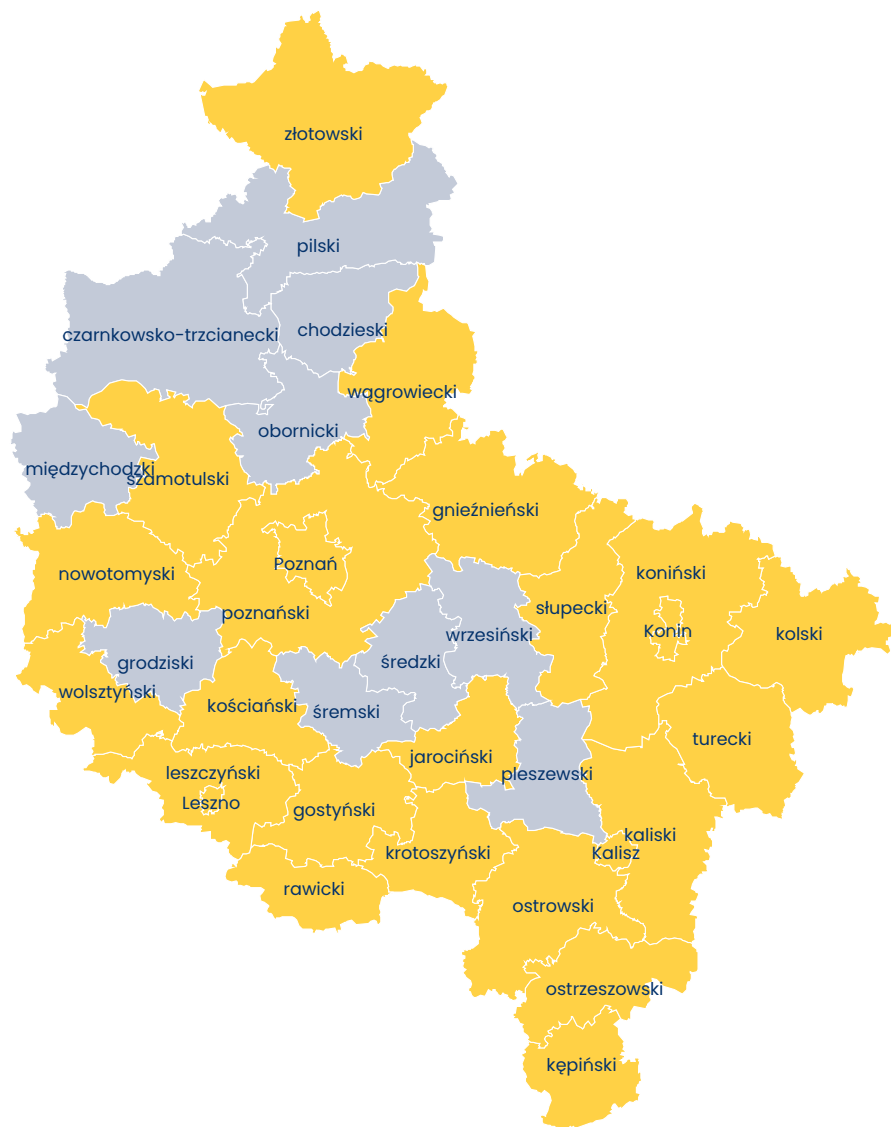 złotowski
pilski
czarnkowsko-trzcianecki
chodzieski
wągrowiecki
obornicki
międzychodzki
szamotulski
gnieźnieński
Poznań
nowotomyski
koniński
poznański
słupecki
Konin
kolski
wrzesiński
grodziski
średzki
wolsztyński
kościański
śremski
turecki
jarociński
leszczyński
pleszewski
Leszno
gostyński
kaliski
krotoszyński
Kalisz
rawicki
ostrowski
ostrzeszowski
kępiński